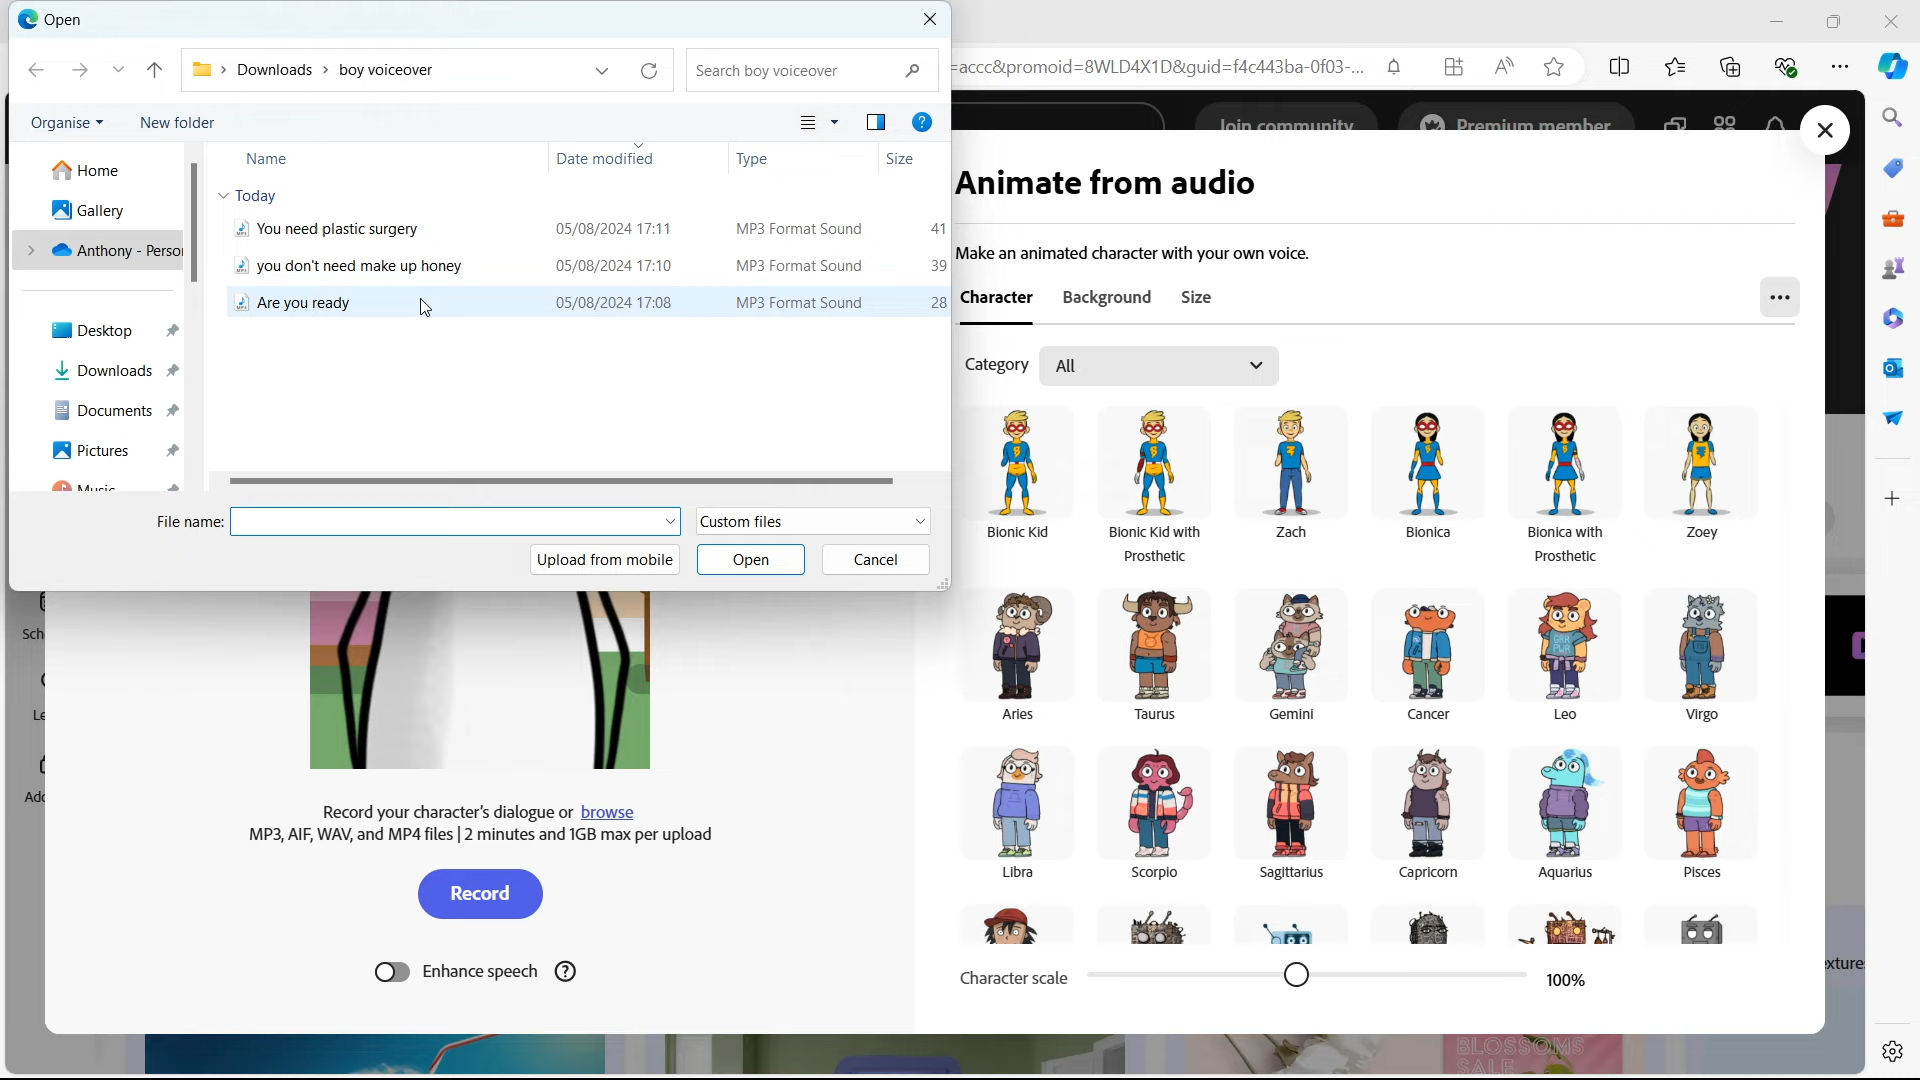 Open
Downloads > boy voiceover
Search boy voiceover
=accc&promoid=8WLD4X1D&guid=f4c443ba-0f03-...
Organise
New folder
Join community
Premium member
Home
Gallery
Anthony - Perso
Desktop
Downloads
Documents
Pictures
Music
Name
Date modified
Type
Size
Today
You need plastic surgery
05/08/2024 17:11
MP3 Format Sound
41
you don't need make up honey
05/08/2024 17:10
MP3 Format Sound
39
Are you ready
05/08/2024 17:08
MP3 Format Sound
28
File name:
Custom files
Upload from mobile
Open
Cancel
Animate from audio
Make an animated character with your own voice.
Character
Background
Size
Category
All
Bionic Kid
Bionic Kid with
Prosthetic
Zach
Bionica
Bionica with
Prosthetic
Zoey
Aries
Taurus
Gemini
Cancer
Leo
Virgo
Libra
Scorpio
Sagittarius
Capricorn
Aquarius
Pisces
Character scale
100%
Sch
Le
Add
Record your character's dialogue or browse
MP3, AIF, WAV, and MP4 files | 2 minutes and 1GB max per upload
Record
Enhance speech
exture
BLOSSOMS
SALE